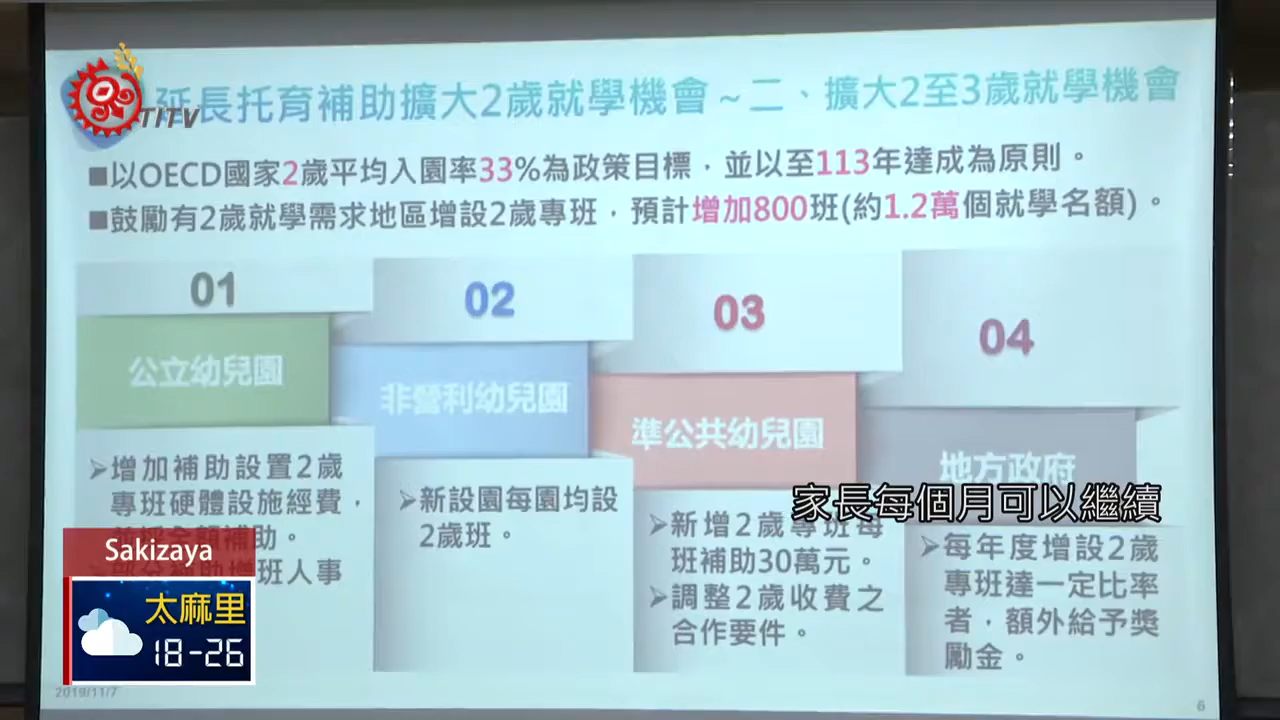 TITV
延長托育補助擴大2歲就學機會~二、擴大2至3歲就學機會
■以OECD國家2歲平均入園率33%為政策目標，並以至113年達成為原則。
■鼓勵有2歲就學需求地區增設2歲專班，預計增加800班(約1.2萬個就學名額)。
01
公立幼兒園
➢增加補助設置2歲
專班硬體設施經費，
補助。
班人事
02
非營利幼兒園
➢新設園每園均設
2歲班。
03
準公共幼兒園
➢新增2歲專班每
班補助30萬元。
➢調整2歲收費之
合作要件。
04
地方政府
➢每年度增設2歲
專班達一定比率
者，額外給予獎
勵金。
家長每個月可以繼續
Sakizaya
太麻里
18-26
2019/11/7
6